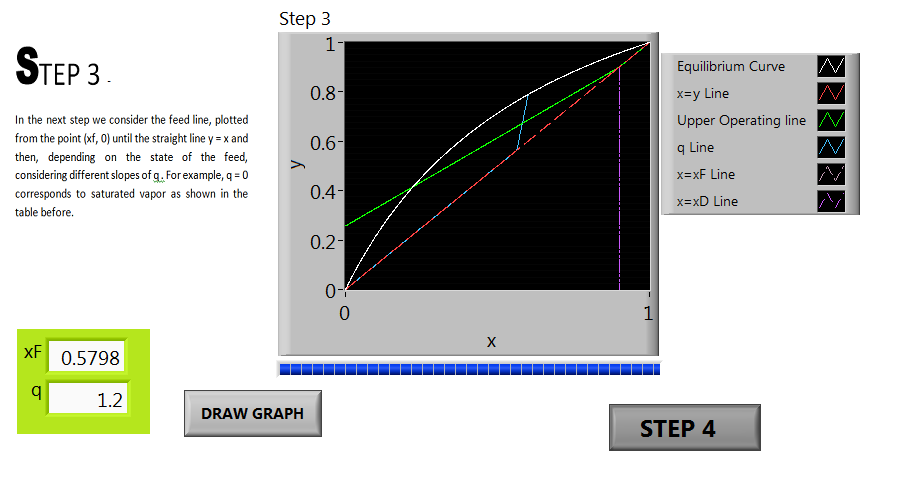 STEP 3 .
In the next step we consider the feed line, plotted
from the point (xf, 0) until the straight line y = x and
then, depending on the state of the feed,
considering different slopes of q. For example, q = 0
corresponds to saturated vapor as shown in the
table before.
Step 3
1
0.8
0.6
0.4
0.2
0
y
0
1
x
Equilibrium Curve
x=y Line
Upper Operating line
q Line
x=xF Line
x=xD Line
xF 0.5798
q 1.2
DRAW GRAPH
STEP 4